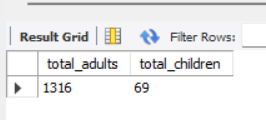 Result Grid Filter Rows:
total_adults total_children
1316 69